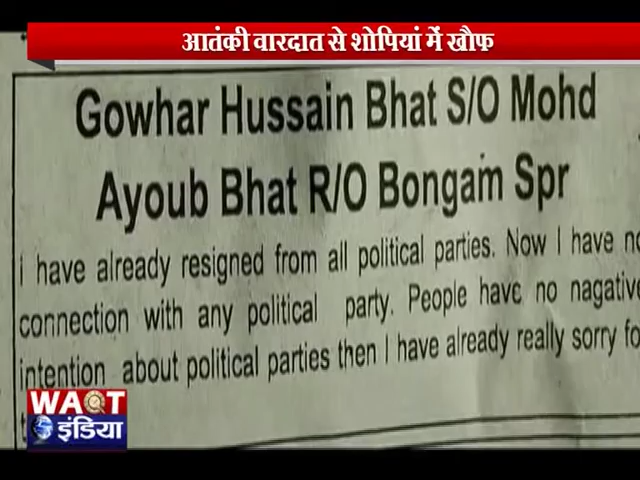 आतंकी वारदात से शोपियां में खौफ
Gowhar Hussain Bhat S/O Mohd
Ayoub Bhat R/O Bongam Spr
i have already resigned from all political parties. Now I have no
connection with any political party. People have no nagative
intention about political parties then I have already really sorry fo
WAQT
इंडिया